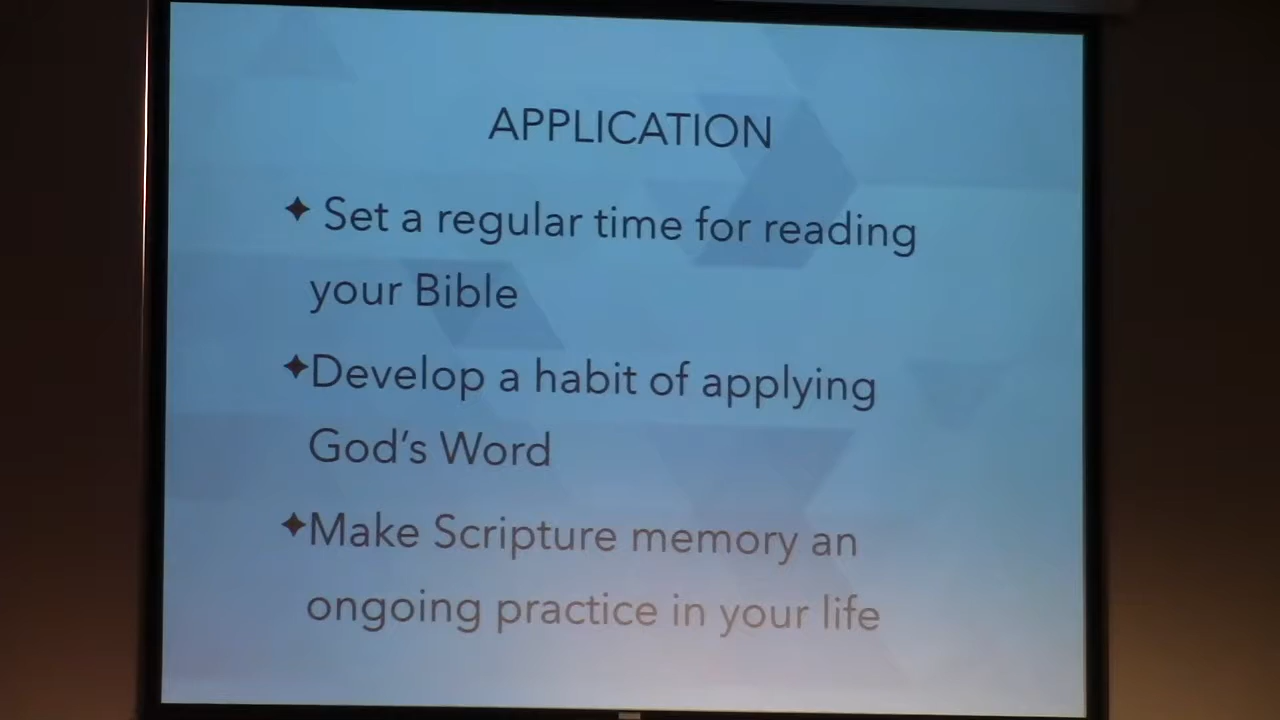 APPLICATION
✦ Set a regular time for reading
your Bible
✦Develop a habit of applying
God’s Word
✦Make Scripture memory an
ongoing practice in your life